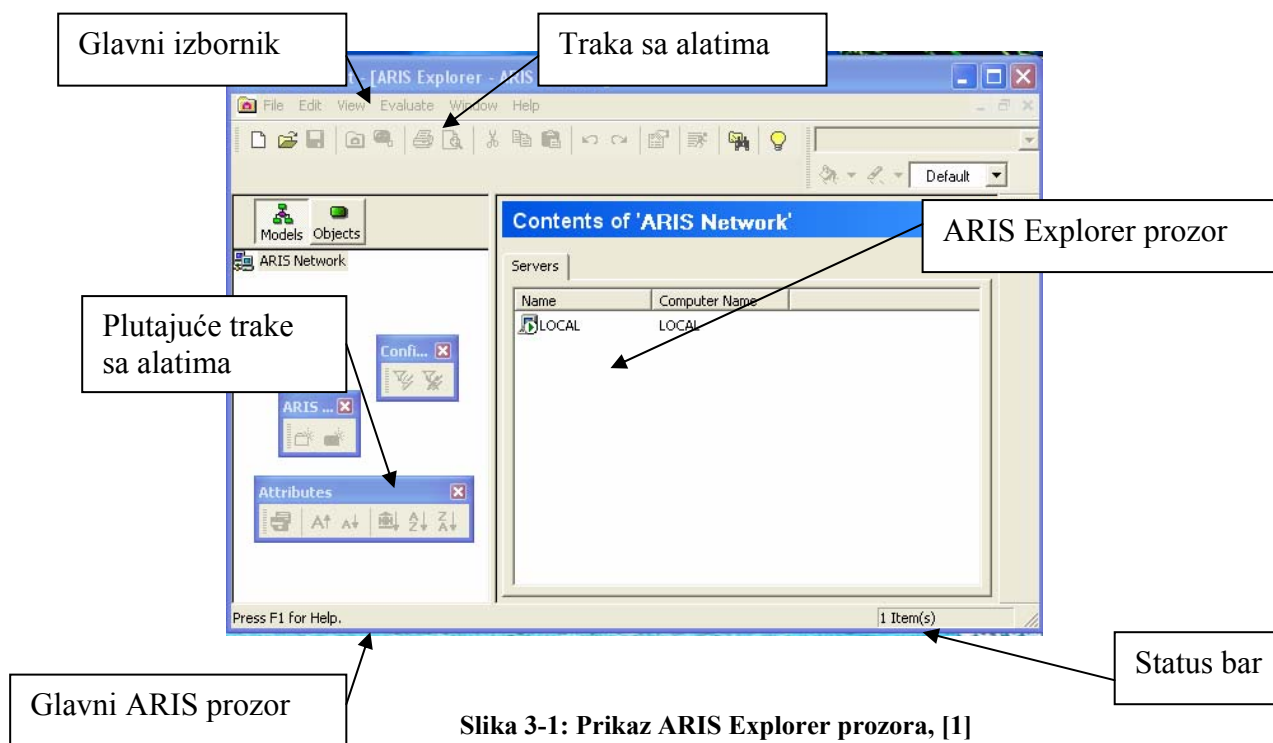 Glavni izbornik
Traka sa alatima
[ARIS Explorer -
File Edit View Evaluate Window Help
Default
Models Objects
Contents of 'ARIS Network'
ARIS Explorer prozor
ARIS Network
Servers
Name Computer Name
LOCAL LOCAL
Plutajuće trake
sa alatima
Confi...
ARIS ...
Attributes
Press F1 for Help.
1 Item(s)
Status bar
Glavni ARIS prozor
Slika 3-1: Prikaz ARIS Explorer prozora, [1]